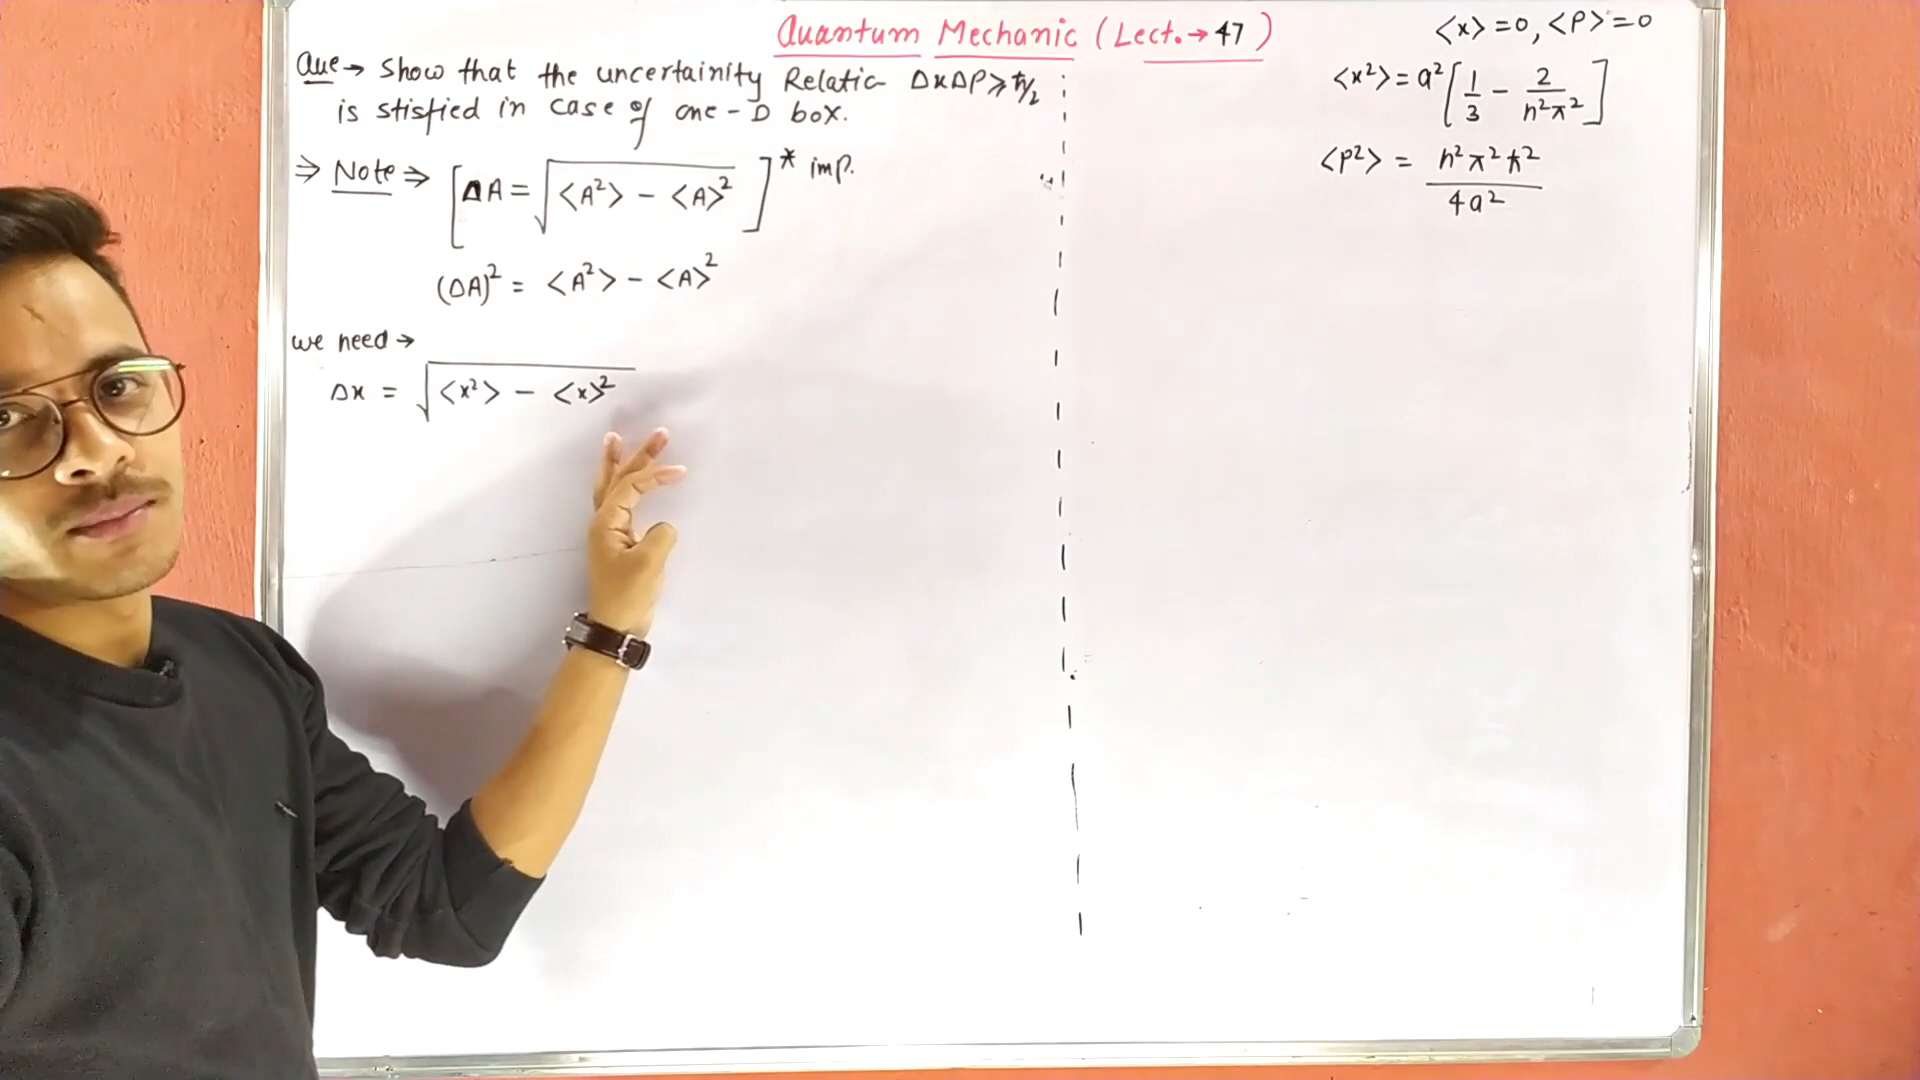 Quantum Mechanic (Lect.→47)
Que→ Show that the uncertainity Relatic- ΔxΔP≥ħ/2
is stisfied in case of one-D box.
⇒ Note ⇒ [ΔA = √(<A²> - <A>²)]* imp.
(ΔA)² = <A²> - <A>²
we need→
Δx = √(<x²> - <x>²)
<x> = 0, <P> = 0
<x²> = a²[1/3 - 2/n²π²]
<p²> = n²π²ħ²/4a²